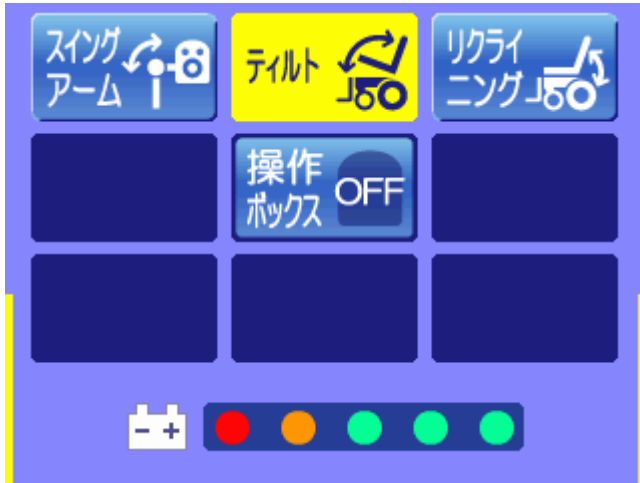 スイング
アーム
ティルト
リクライ
ニング
操作
ボックス
OFF
- +